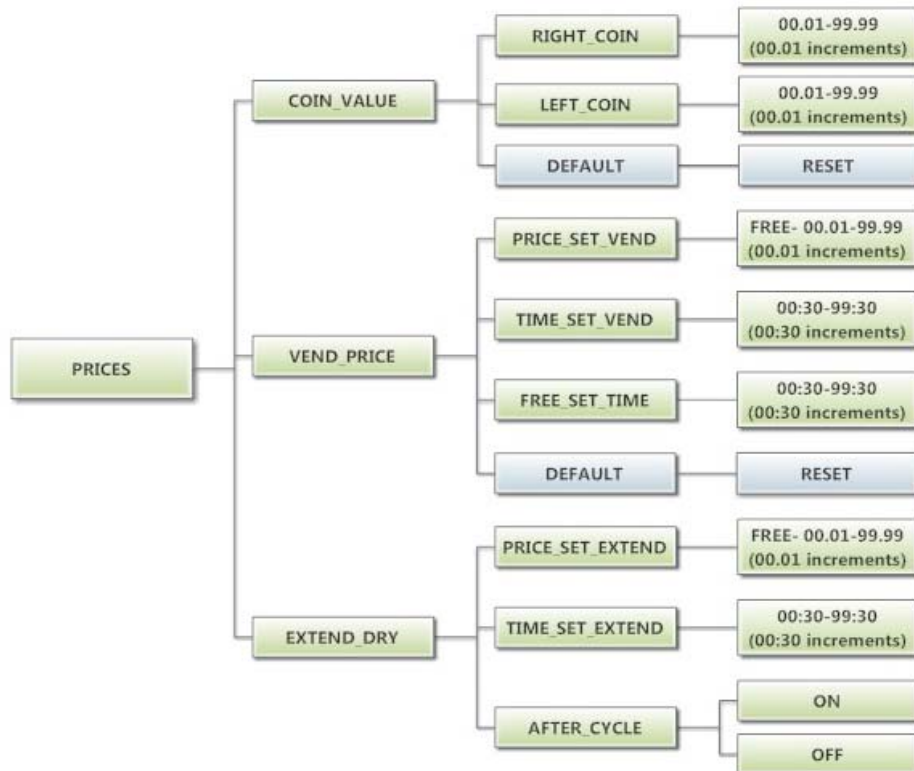 RIGHT_COIN
00.01-99.99
(00.01 increments)
COIN_VALUE
LEFT_COIN
00.01-99.99
(00.01 increments)
DEFAULT
RESET
PRICE_SET_VEND
FREE- 00.01-99.99
(00.01 increments)
TIME_SET_VEND
00:30-99:30
(00:30 increments)
PRICES
VEND_PRICE
FREE_SET_TIME
00:30-99:30
(00:30 increments)
DEFAULT
RESET
PRICE_SET_EXTEND
FREE- 00.01-99.99
(00.01 increments)
EXTEND_DRY
TIME_SET_EXTEND
00:30-99:30
(00:30 increments)
AFTER_CYCLE
ON
OFF